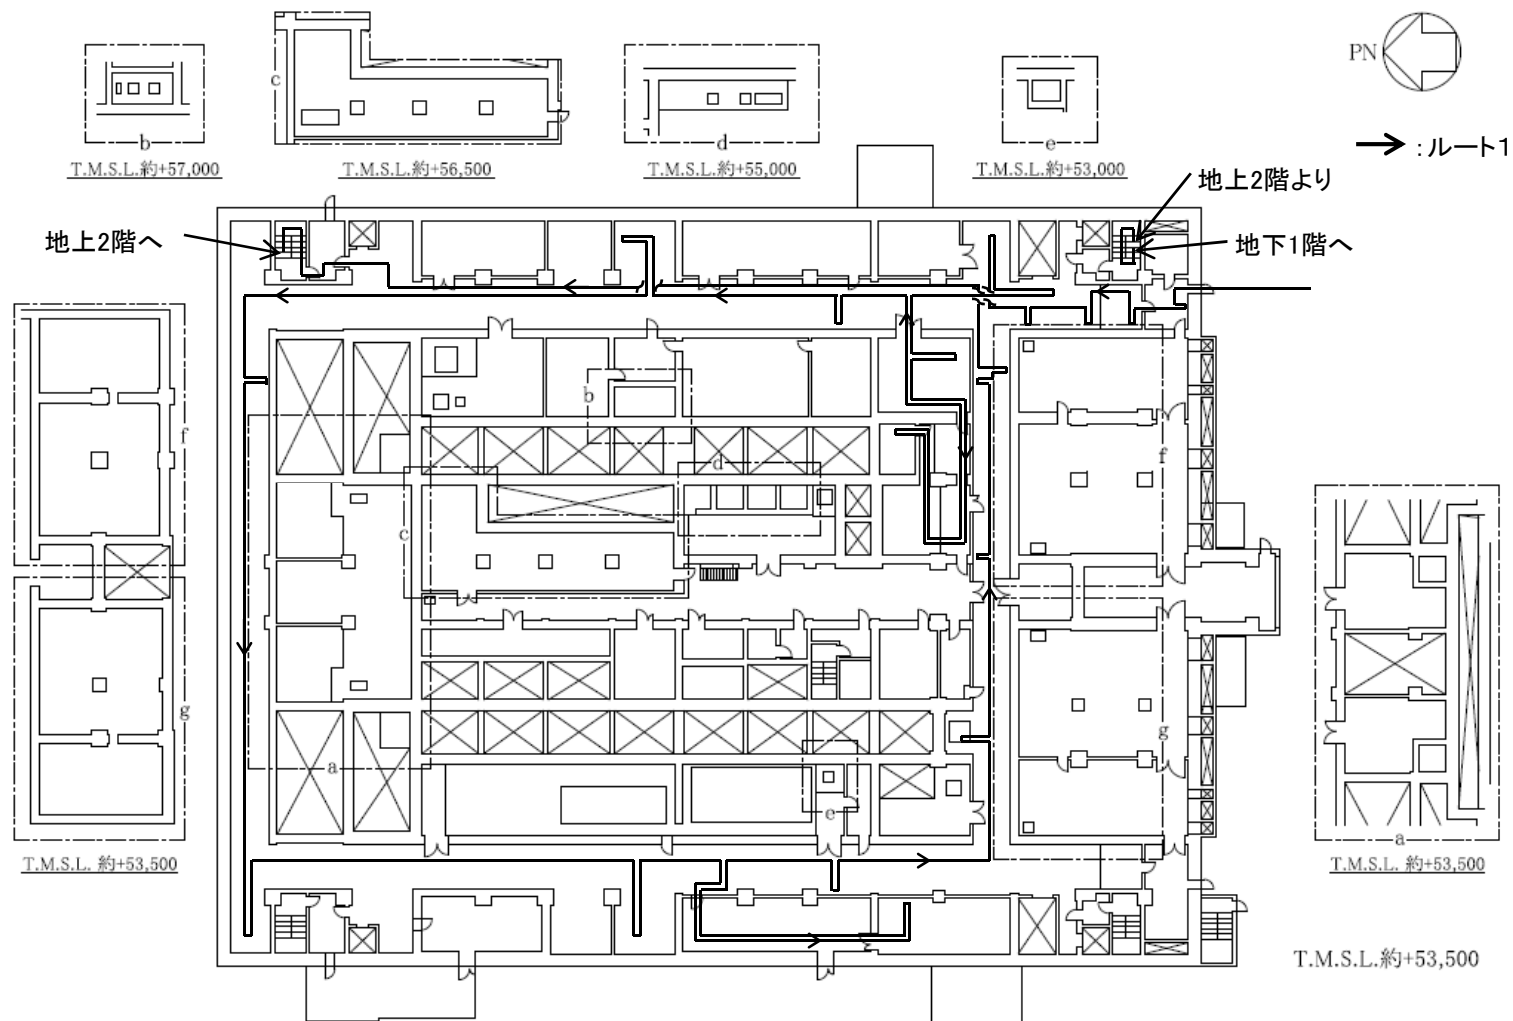 b
T.M.S.L.約+57,000
c
T.M.S.L.約+56,500
d
T.M.S.L.約+55,000
e
T.M.S.L.約+53,000
PN
：ルート1
地上2階より
地下1階へ
地上2階へ
f
g
T.M.S.L. 約+53,500
b
d
c
f
a
g
e
a
T.M.S.L. 約+53,500
T.M.S.L.約+53,500